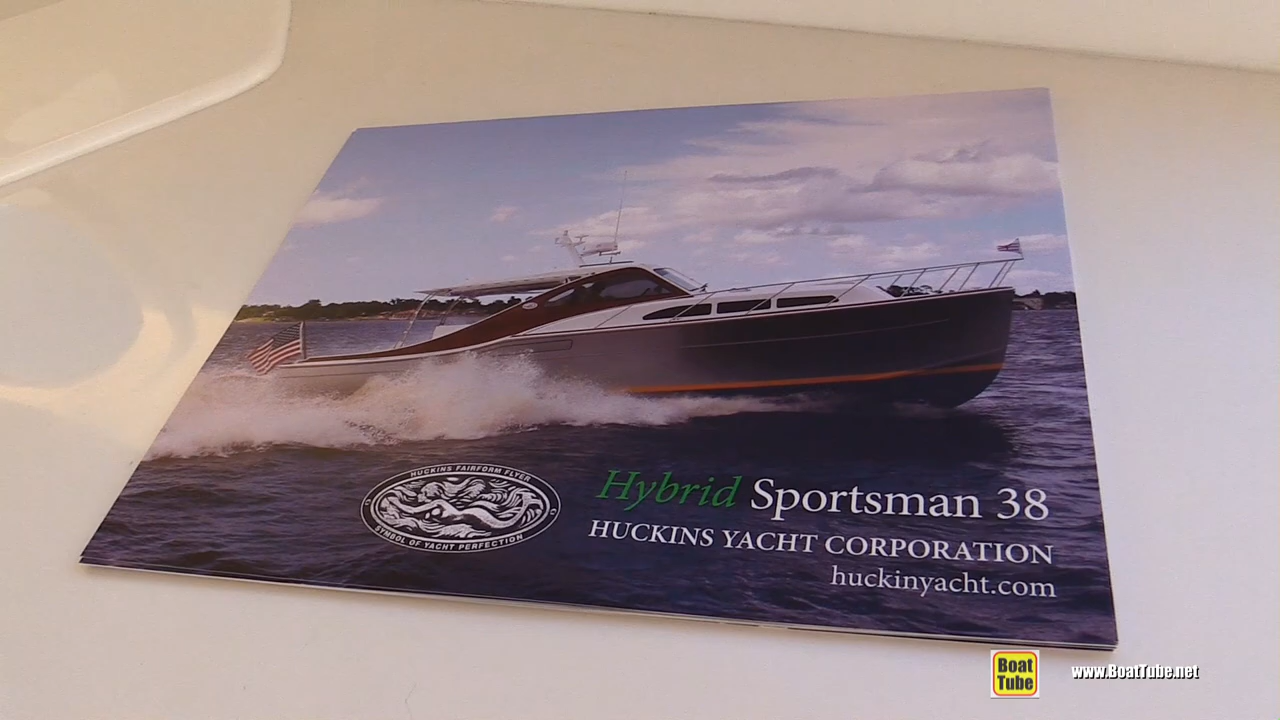 HUCKINS FAIRFORM FLYER
SYMBOL OF YACHT PERFECTION
Hybrid Sportsman 38
HUCKINS YACHT CORPORATION
huckinyacht.com
Boat
Tube
www.BoatTube.net